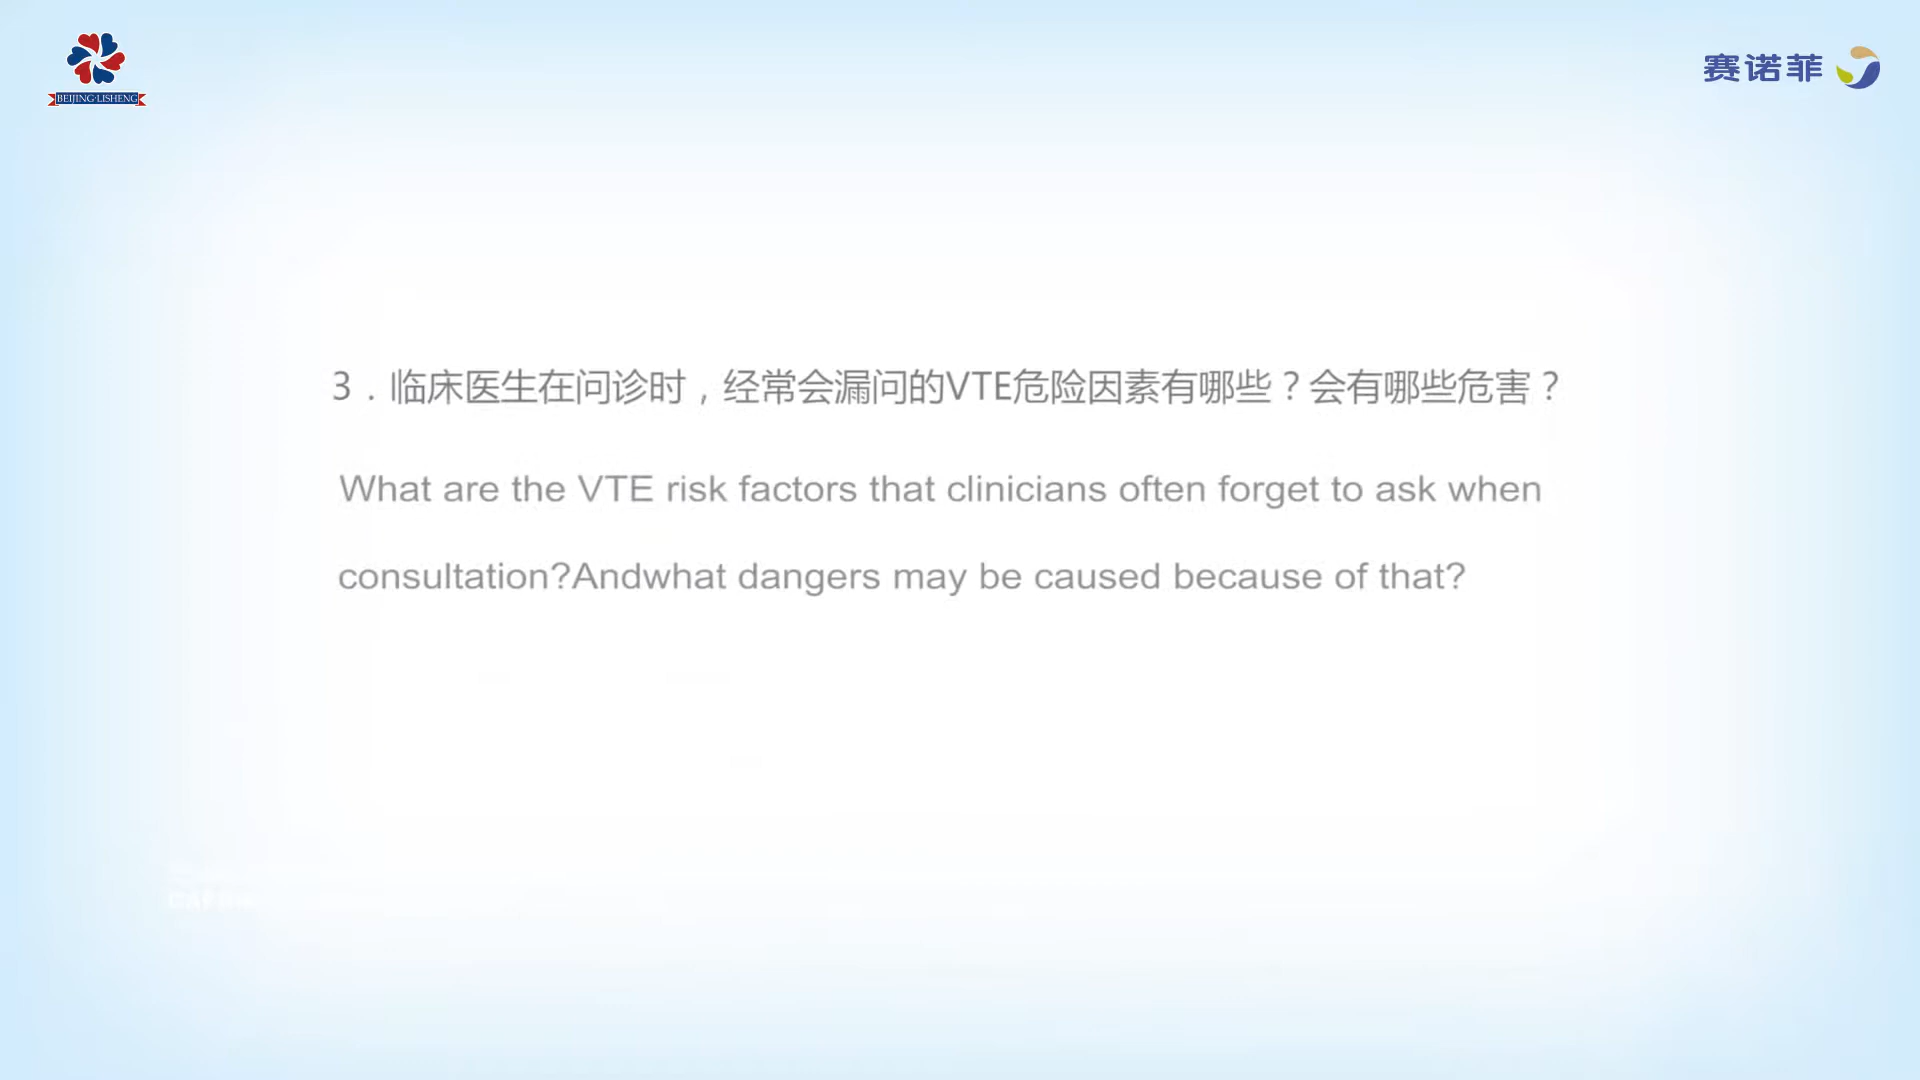 BEIJING·LISHENG
赛诺菲
3．临床医生在问诊时，经常会漏问的VTE危险因素有哪些？会有哪些危害？
What are the VTE risk factors that clinicians often forget to ask when
consultation?Andwhat dangers may be caused because of that?